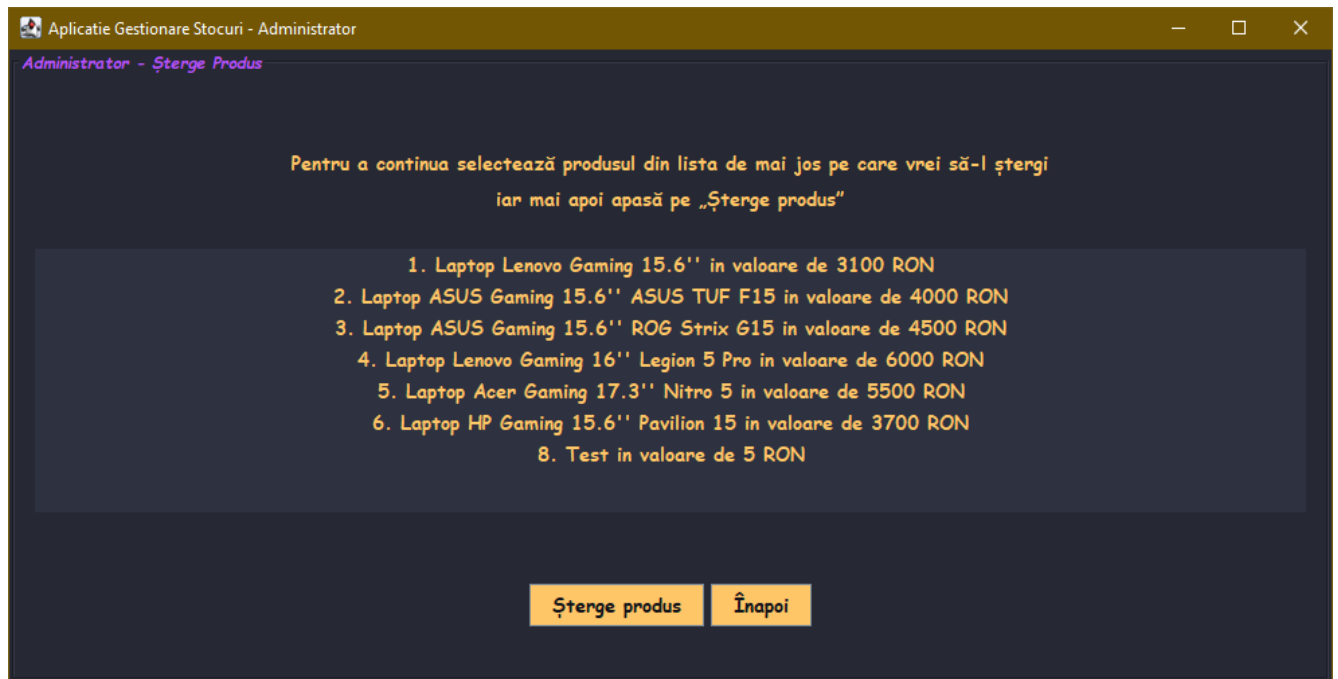 Aplicatie Gestionare Stocuri - Administrator
Administrator - Șterge Produs
Pentru a continua selectează produsul din lista de mai jos pe care vrei să-l ștergi
iar mai apoi apasă pe „Șterge produs”
1. Laptop Lenovo Gaming 15.6'' in valoare de 3100 RON
2. Laptop ASUS Gaming 15.6'' ASUS TUF F15 in valoare de 4000 RON
3. Laptop ASUS Gaming 15.6'' ROG Strix G15 in valoare de 4500 RON
4. Laptop Lenovo Gaming 16'' Legion 5 Pro in valoare de 6000 RON
5. Laptop Acer Gaming 17.3'' Nitro 5 in valoare de 5500 RON
6. Laptop HP Gaming 15.6'' Pavilion 15 in valoare de 3700 RON
8. Test in valoare de 5 RON
Șterge produs Înapoi